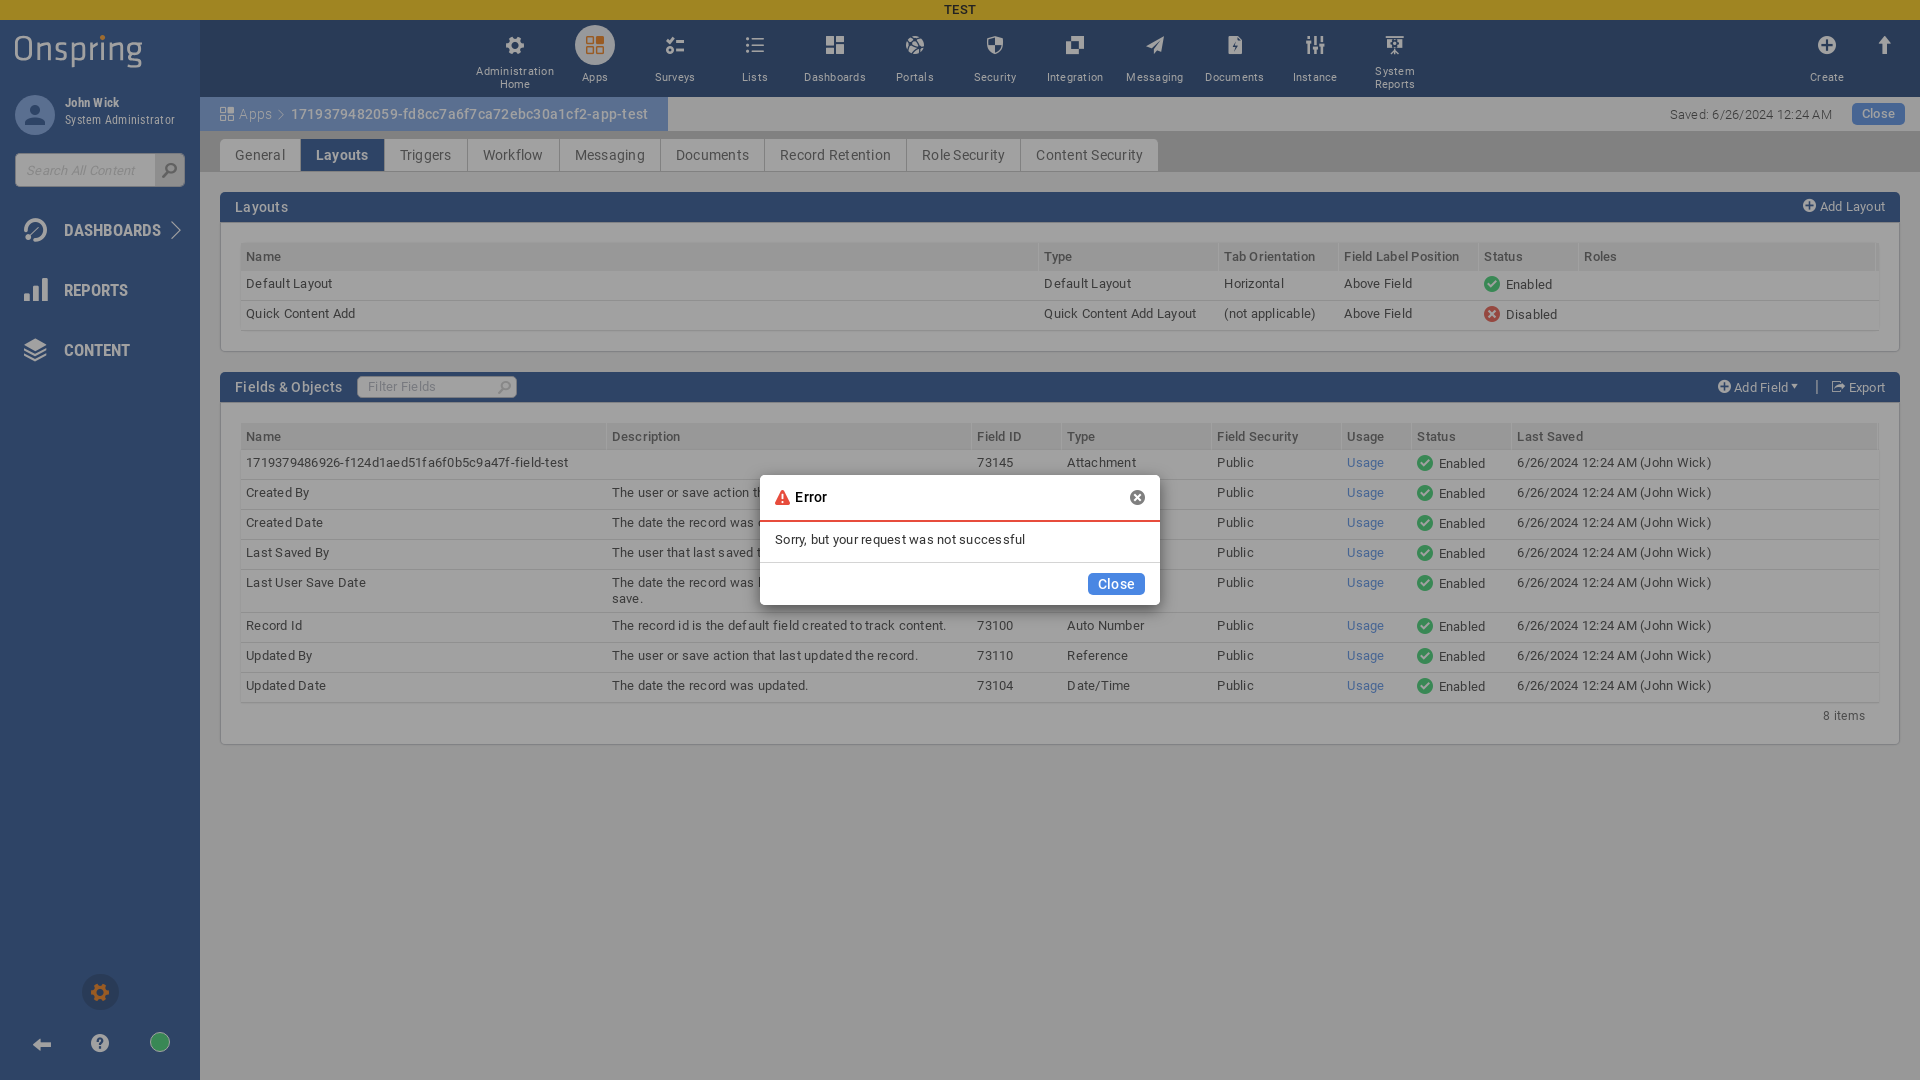 TEST
Onspring
John Wick
System Administrator
Search All Content
DASHBOARDS
REPORTS
CONTENT
Administration Home
Apps
Surveys
Lists
Dashboards
Portals
Security
Integration
Messaging
Documents
Instance
System Reports
Create
Apps 1719379482059-fd8cc7a6f7ca72ebc30a1cf2-app-test
Saved: 6/26/2024 12:24 AM
Close
General Layouts Triggers Workflow Messaging Documents Record Retention Role Security Content Security
Layouts
Add Layout
Name Type Tab Orientation Field Label Position Status Roles
Default Layout Default Layout Horizontal Above Field Enabled
Quick Content Add Quick Content Add Layout (not applicable) Above Field Disabled
Fields & Objects
Filter Fields
Add Field | Export
Name Description Field ID Type Field Security Usage Status Last Saved
1719379486926-f124d1aed51fa6f0b5c9a47f-field-test 73145 Attachment Public Usage Enabled 6/26/2024 12:24 AM (John Wick)
Created By The user or save action Public Usage Enabled 6/26/2024 12:24 AM (John Wick)
Created Date The date the record was Public Usage Enabled 6/26/2024 12:24 AM (John Wick)
Last Saved By The user that last saved Public Usage Enabled 6/26/2024 12:24 AM (John Wick)
Last User Save Date The date the record was Public Usage Enabled 6/26/2024 12:24 AM (John Wick)
save.
Record Id The record id is the default field created to track content. 73100 Auto Number Public Usage Enabled 6/26/2024 12:24 AM (John Wick)
Updated By The user or save action that last updated the record. 73110 Reference Public Usage Enabled 6/26/2024 12:24 AM (John Wick)
Updated Date The date the record was updated. 73104 Date/Time Public Usage Enabled 6/26/2024 12:24 AM (John Wick)
8 items
Error
Sorry, but your request was not successful
Close